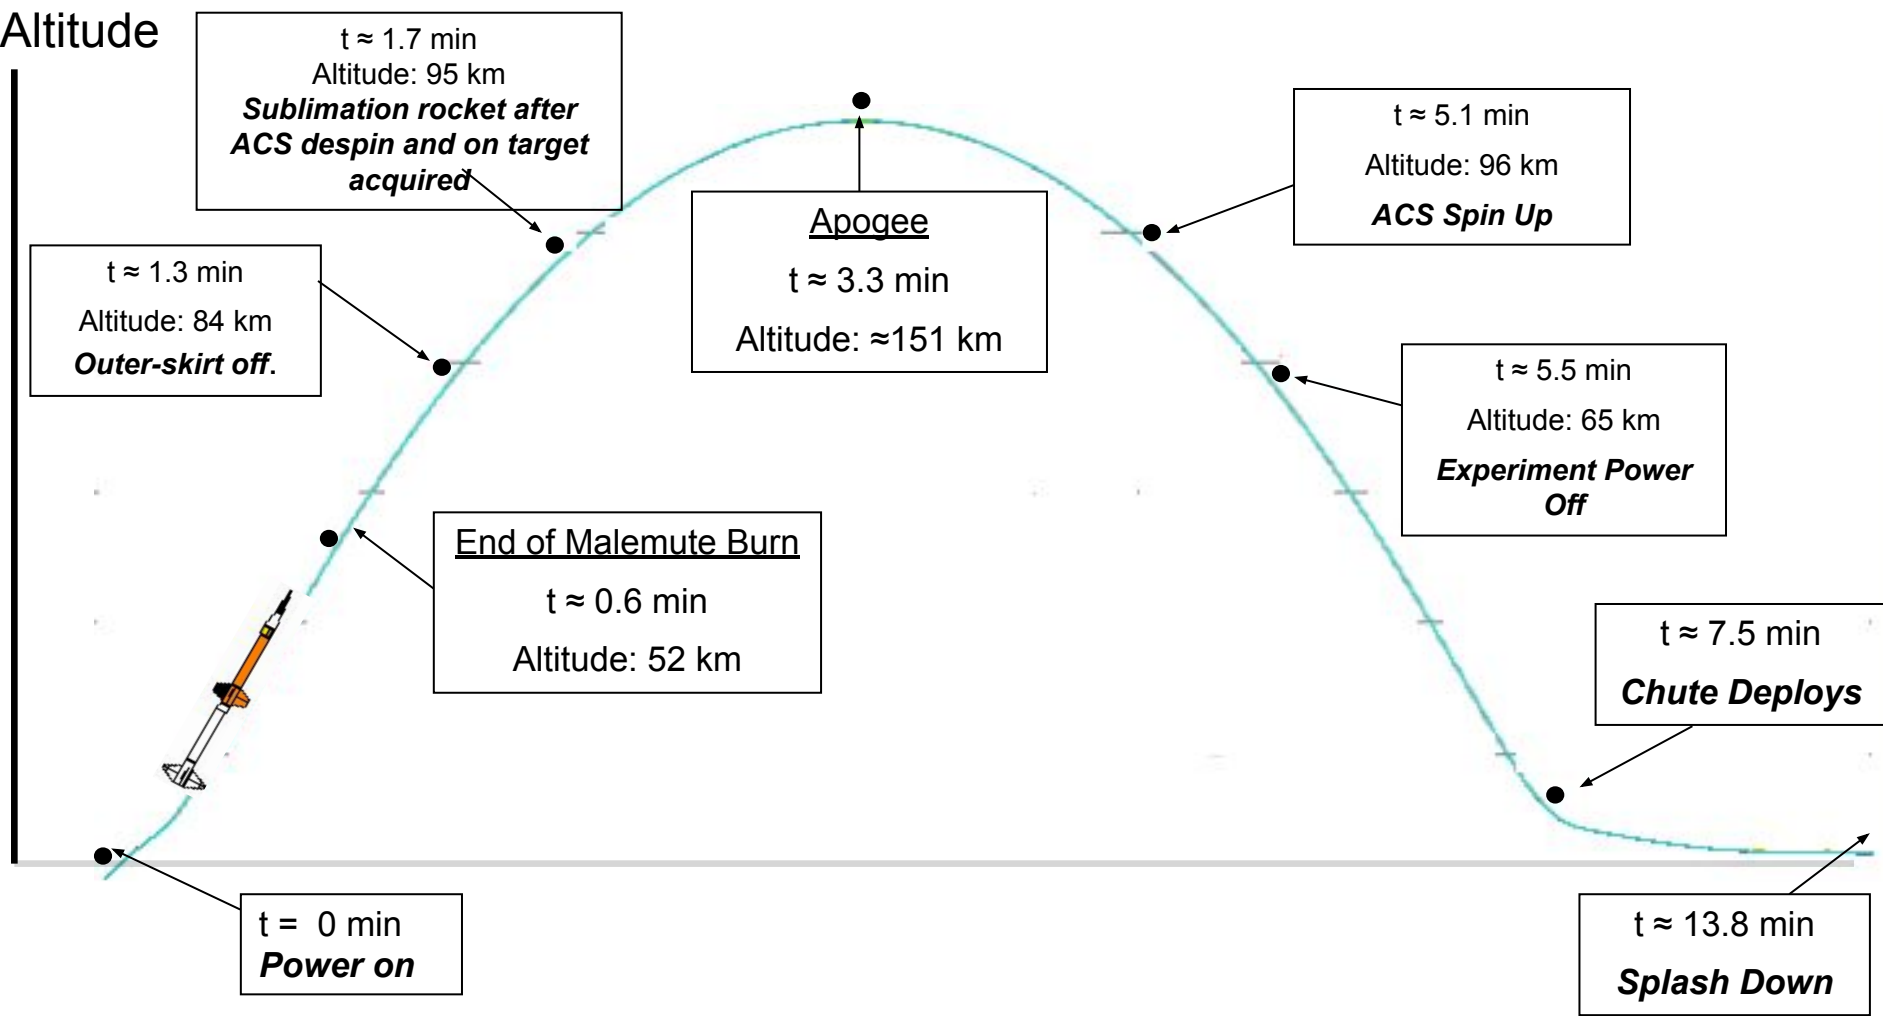 Altitude
t ≈ 1.7 min
Altitude: 95 km
Sublimation rocket after
ACS despin and on target
acquired
t ≈ 1.3 min
Altitude: 84 km
Outer-skirt off.
End of Malemute Burn
t ≈ 0.6 min
Altitude: 52 km
t = 0 min
Power on
Apogee
t ≈ 3.3 min
Altitude: ≈151 km
t ≈ 5.1 min
Altitude: 96 km
ACS Spin Up
t ≈ 5.5 min
Altitude: 65 km
Experiment Power
Off
t ≈ 7.5 min
Chute Deploys
t ≈ 13.8 min
Splash Down